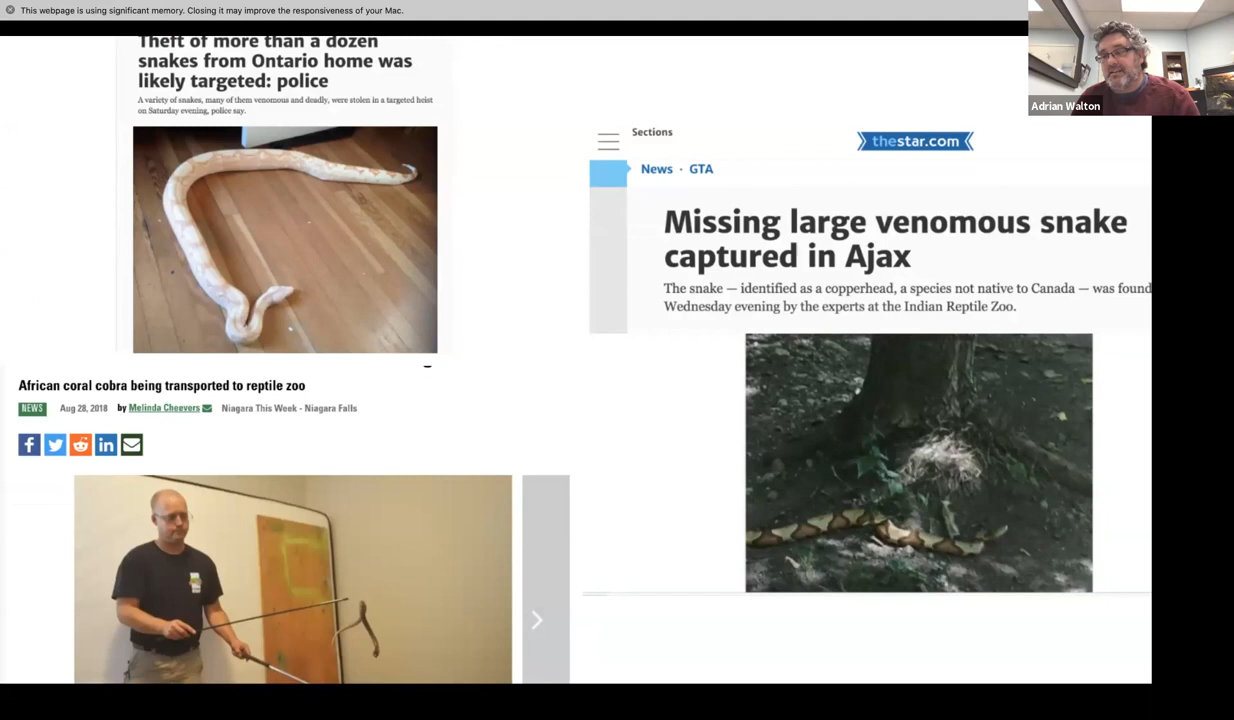 This webpage is using significant memory. Closing it may improve the responsiveness of your Mac.
Theft of more than a dozen
snakes from Ontario home was
likely targeted: police
A variety of snakes, many of them venomous and deadly, were stolen in a targeted heist
on Saturday evening, police say.
Adrian Walton
Sections
thestar.com
News · GTA
Missing large venomous snake
captured in Ajax
The snake — identified as a copperhead, a species not native to Canada — was found
Wednesday evening by the experts at the Indian Reptile Zoo.
African coral cobra being transported to reptile zoo
NEWS Aug 28, 2018 by Melinda Cheevers Niagara This Week - Niagara Falls